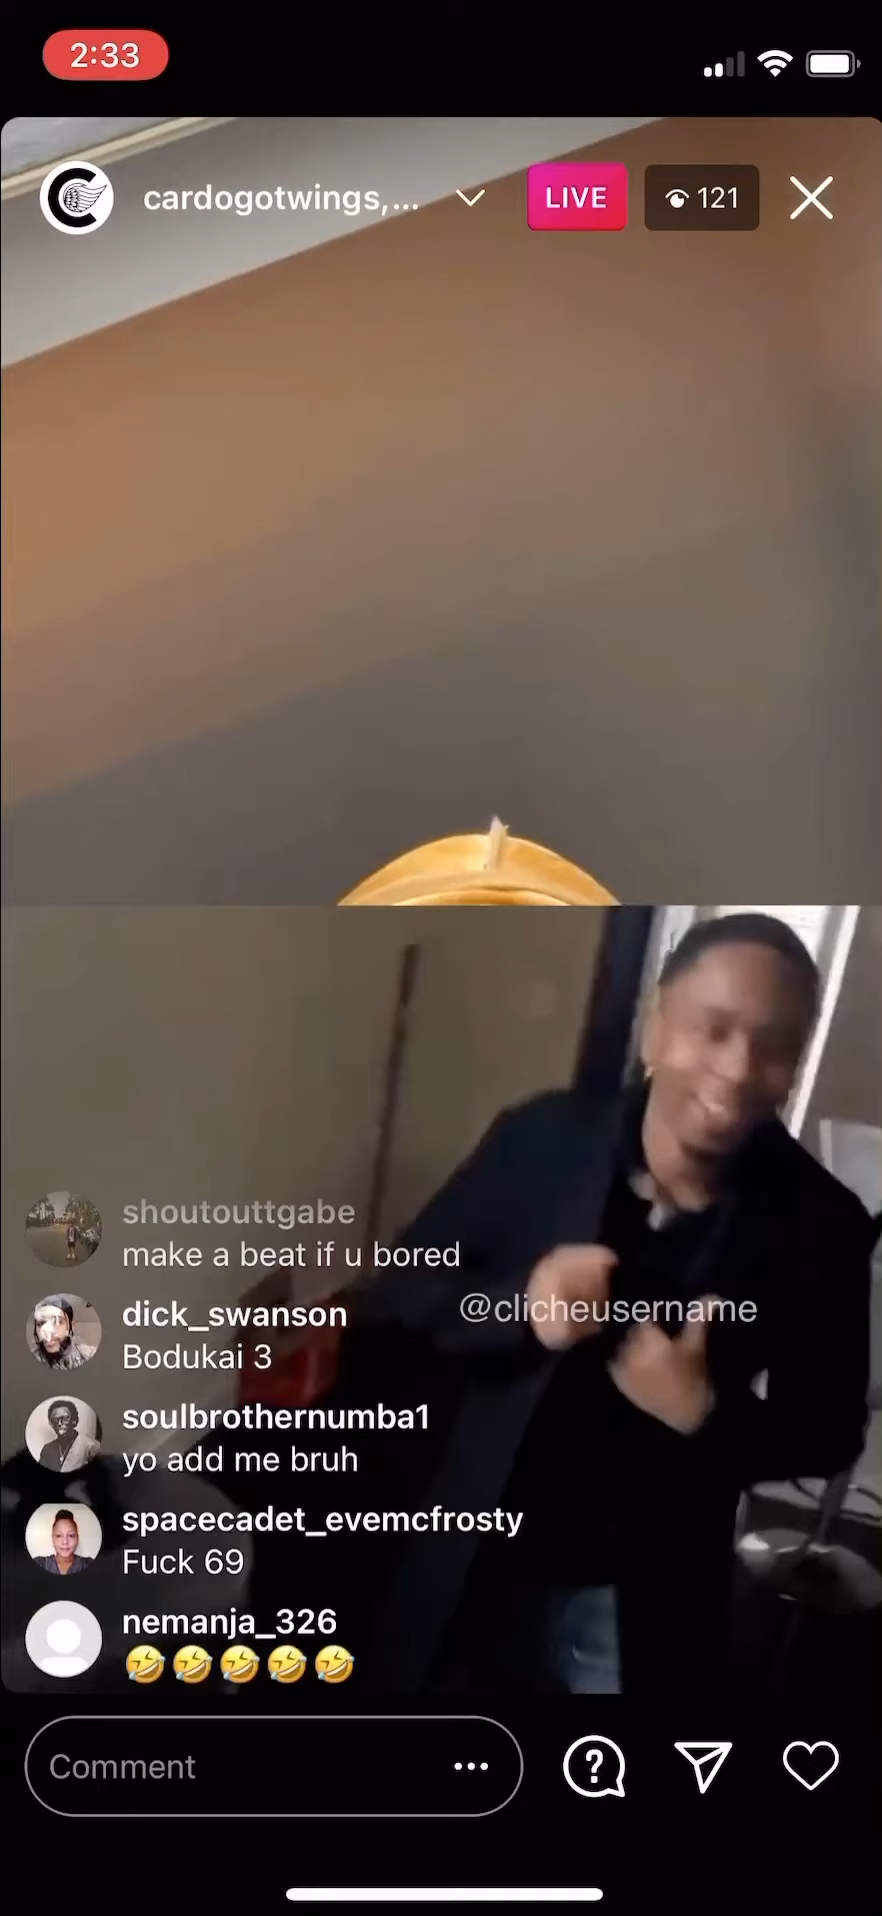 2:33
cardogotwings,...
LIVE
121
shoutouttgabe
make a beat if u bored
dick_swanson
Bodukai 3
@clicheusername
soulbrothernumba1
yo add me bruh
spacecadet_evemcfrosty
Fuck 69
nemanja_326
🤣🤣🤣🤣🤣
Comment